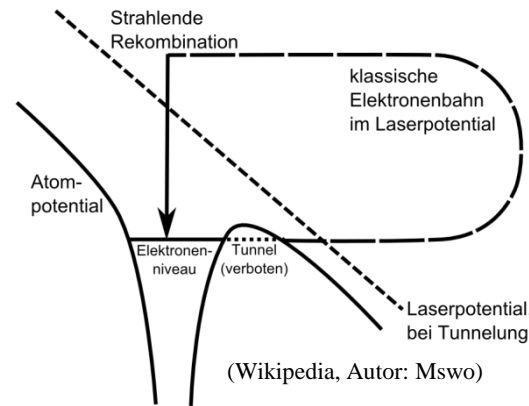 Strahlende
Rekombination
klassische
Elektronenbahn
im Laserpotential
Atom-
potential
Elektronen-
niveau
Tunnel
(verboten)
Laserpotential
bei Tunnelung
(Wikipedia, Autor: Mswo)